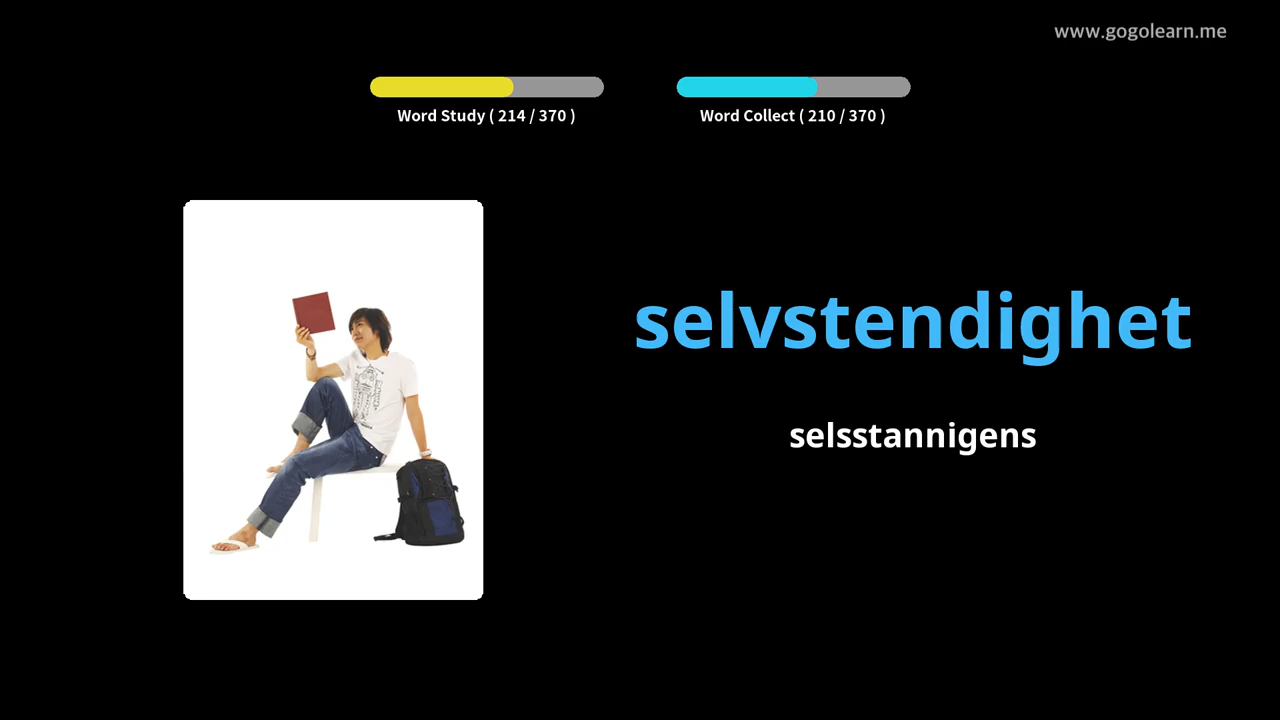 www.gogolearn.me
Word Study ( 214 / 370 )
Word Collect ( 210 / 370 )
selvstendighet
selsstannigens